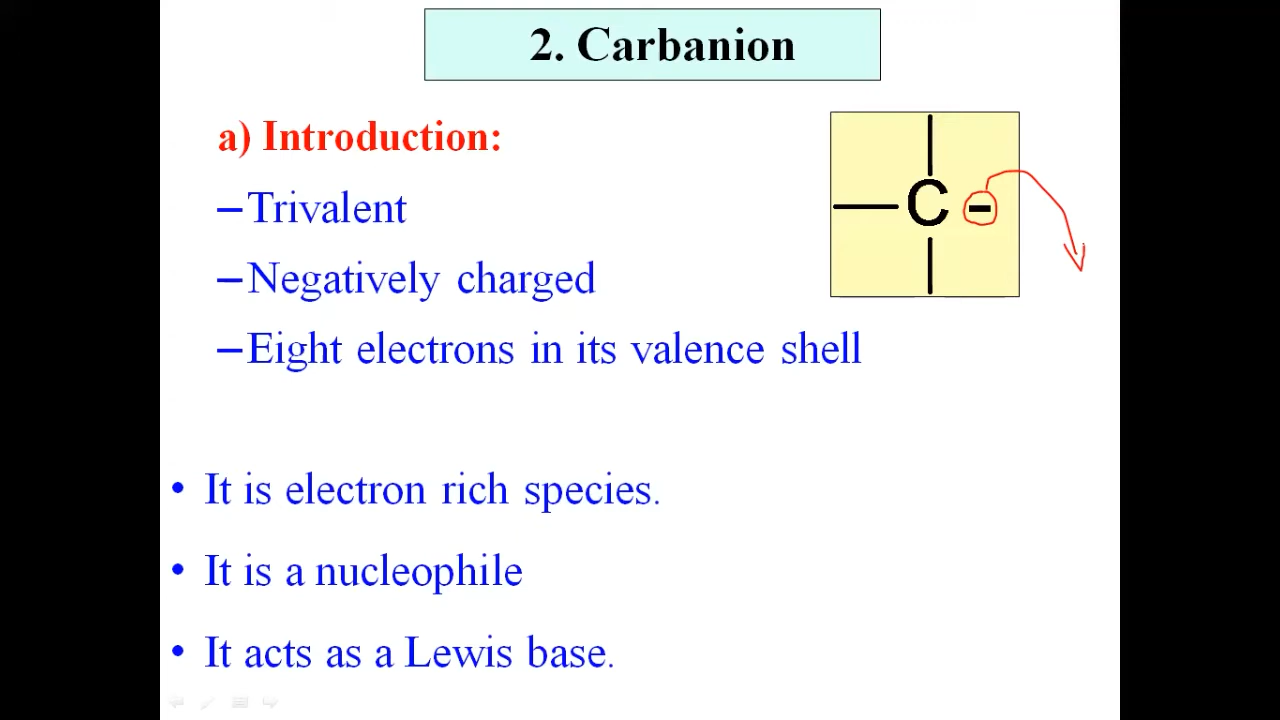 2. Carbanion
a) Introduction:
–Trivalent
C -
–Negatively charged
–Eight electrons in its valence shell
• It is electron rich species.
• It is a nucleophile
• It acts as a Lewis base.